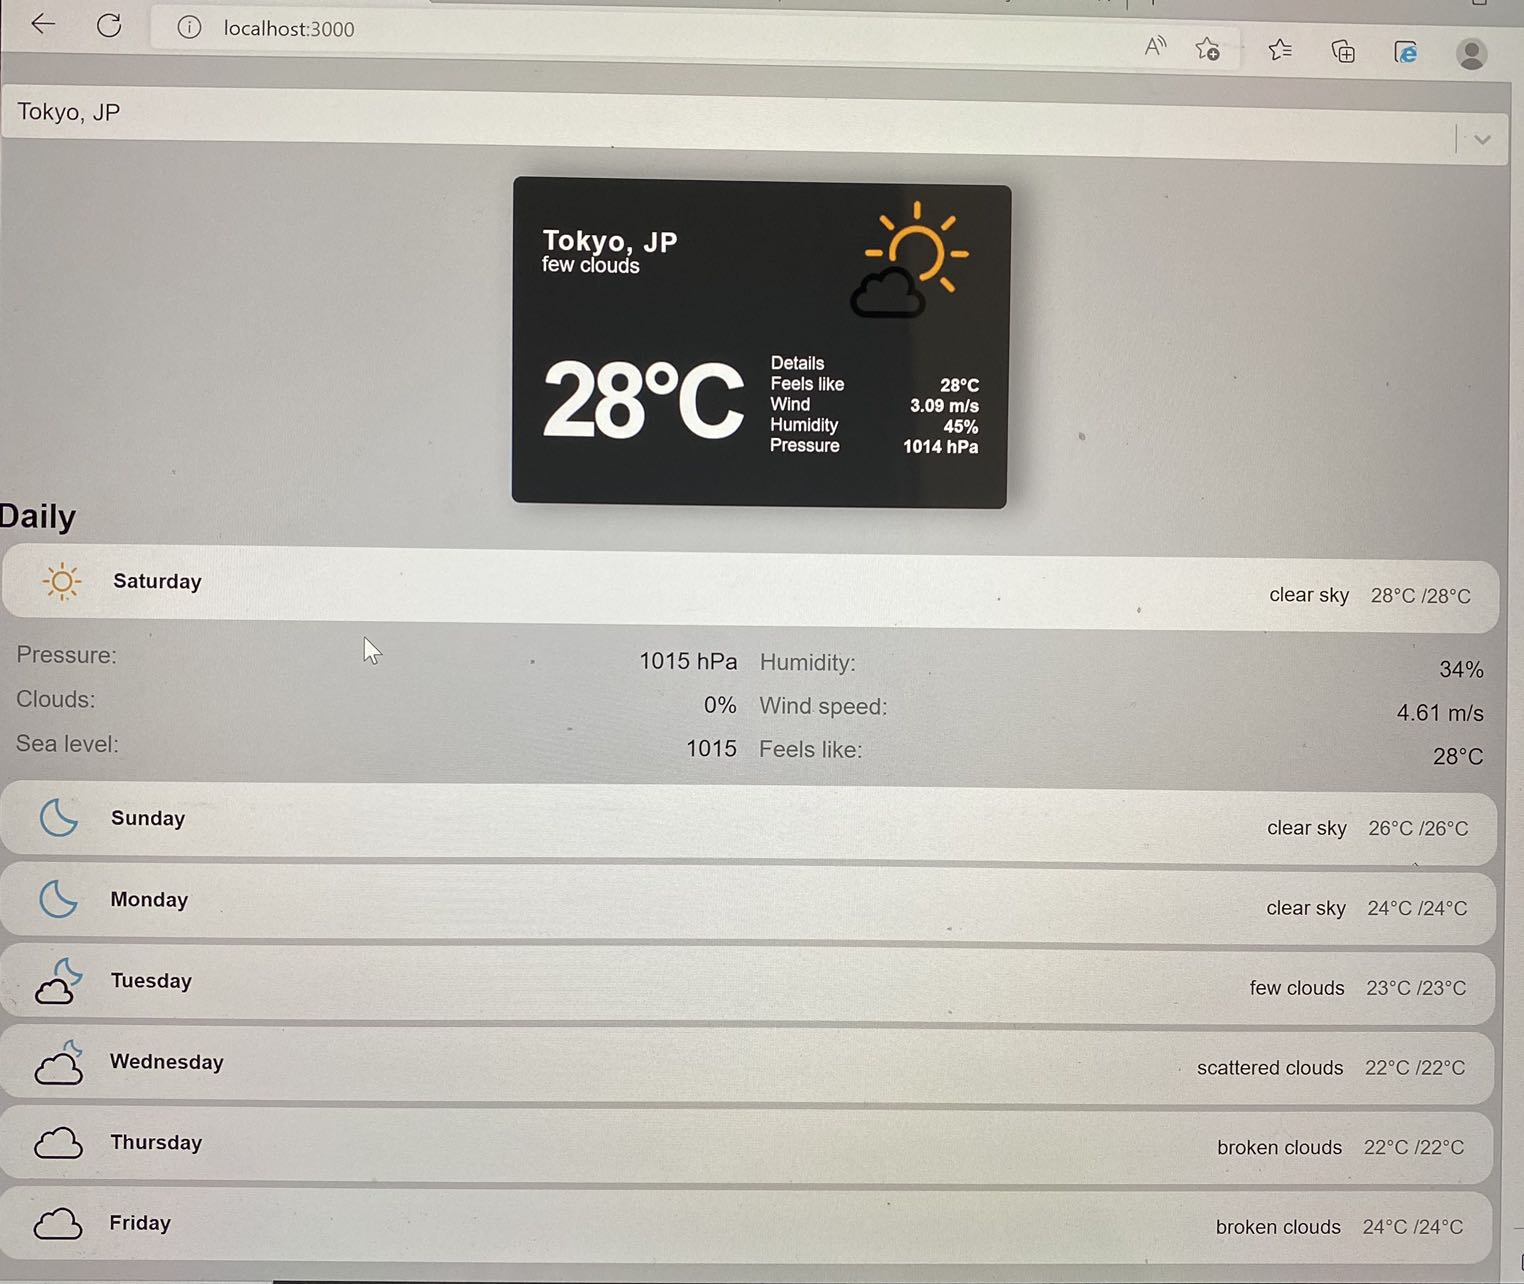 localhost:3000
Tokyo, JP
Tokyo, JP
few clouds
28°C
Details
Feels like 28°C
Wind 3.09 m/s
Humidity 45%
Pressure 1014 hPa
Daily
Saturday clear sky 28°C /28°C
Pressure: 1015 hPa Humidity: 34%
Clouds: 0% Wind speed: 4.61 m/s
Sea level: 1015 Feels like: 28°C
Sunday clear sky 26°C /26°C
Monday clear sky 24°C /24°C
Tuesday few clouds 23°C /23°C
Wednesday scattered clouds 22°C /22°C
Thursday broken clouds 22°C /22°C
Friday broken clouds 24°C /24°C